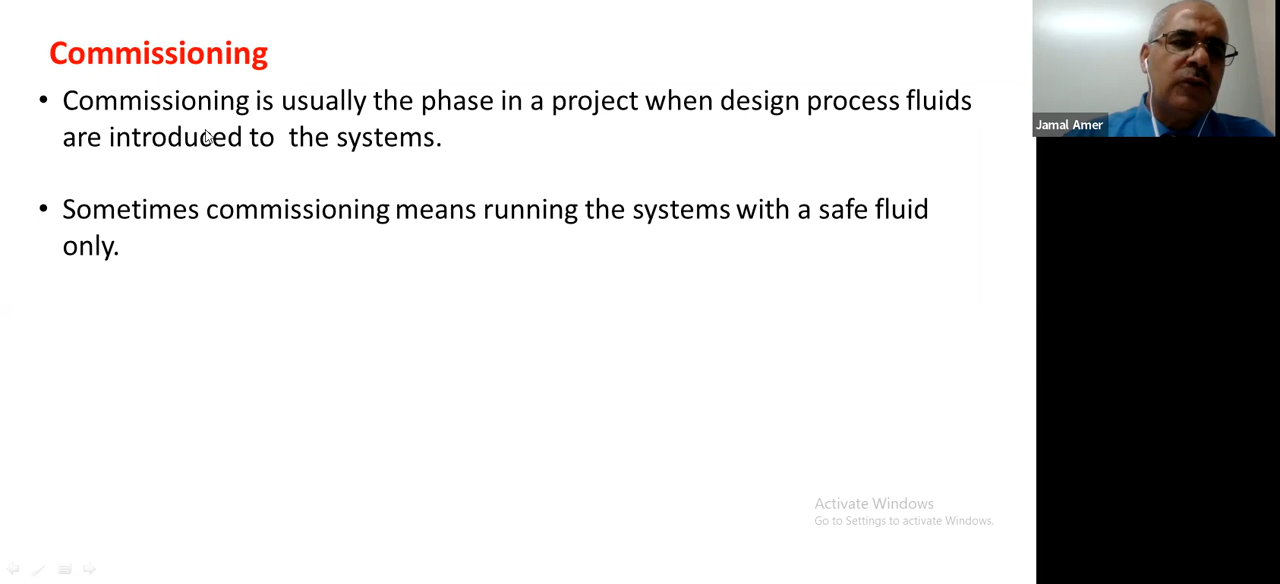 Commissioning
• Commissioning is usually the phase in a project when design process fluids
are introduced to  the systems.
• Sometimes commissioning means running the systems with a safe fluid
only.
Jamal Amer
Activate Windows
Go to Settings to activate Windows.